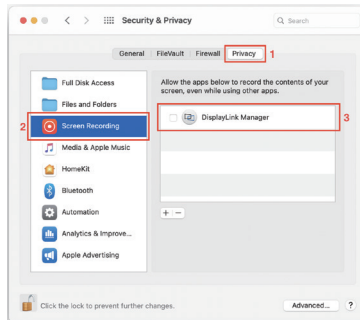 Security & Privacy
Search
General FileVault Firewall Privacy
1
Full Disk Access
Files and Folders
2
Screen Recording
Media & Apple Music
HomeKit
Bluetooth
Automation
Analytics & Improve...
Apple Advertising
Allow the apps below to record the contents of your
screen, even while using other apps.
DisplayLink Manager
3
+ −
Click the lock to prevent further changes.
Advanced...
?